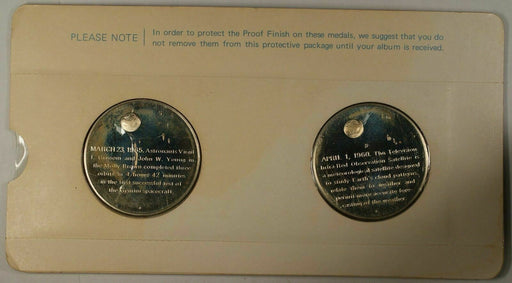 PLEASE NOTE
In order to protect the Proof Finish on these medals, we suggest that you do
not remove them from this protective package until your album is received.
MARCH 23, 1965. Astronauts Virgil
I. Grissom and John W. Young in
the Molly Brown completed three
orbits in 4 hours 42 minutes
in the first successful test of
the Gemini spacecraft.
APRIL 1, 1960. The Television
Infra-Red Observation Satellite is
a meteorological satellite designed
to study Earth's cloud patterns,
relate them to weather and
permit more accurate fore-
casting of the weather.